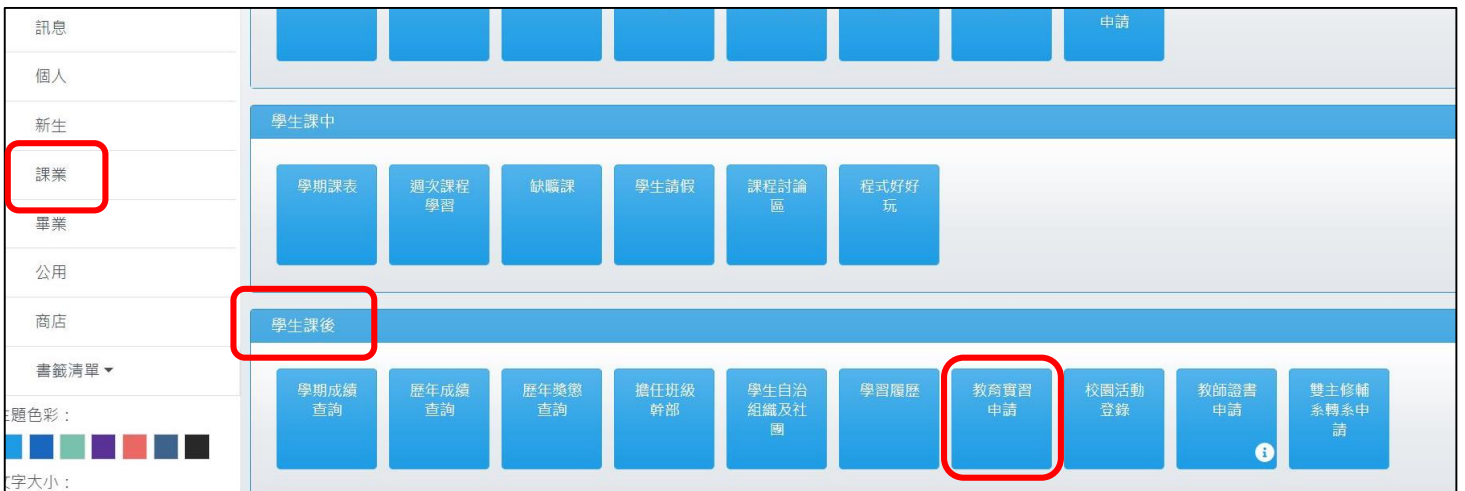 訊息
個人
新生
課業
畢業
公用
商店
書籤清單
題色彩：
字大小：
申請
學生課中
學期課表
週次課程
學習
缺曠課
學生請假
課程討論
區
程式好好
玩
學生課後
學期成績
查詢
歷年成績
查詢
歷年獎懲
查詢
擔任班級
幹部
學生自治
組織及社
團
學習履歷
教育實習
申請
校園活動
登錄
教師證書
申請
雙主修輔
系轉系申
請